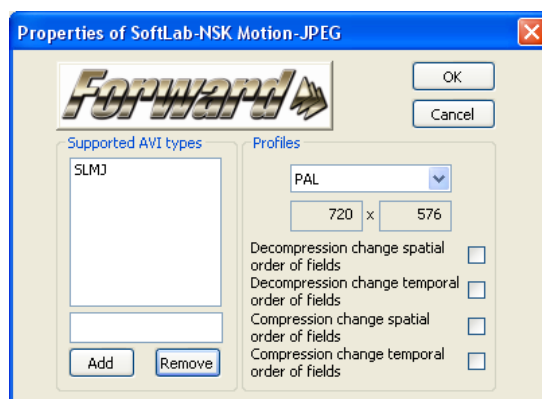 Properties of SoftLab-NSK Motion-JPEG
Forward
OK
Cancel
Supported AVI types
SLMJ
Add
Remove
Profiles
PAL
720 x 576
Decompression change spatial
order of fields
Decompression change temporal
order of fields
Compression change spatial
order of fields
Compression change temporal
order of fields